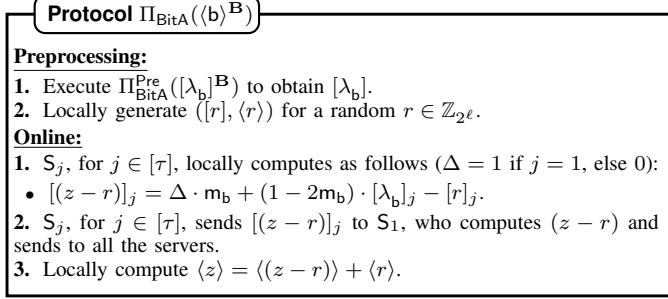 Protocol Π_BitA(⟨b⟩^B)
Preprocessing:
1. Execute Π^Pre_BitA([λ_b]^B) to obtain [λ_b].
2. Locally generate ([r], ⟨r⟩) for a random r ∈ ℤ_{2^ℓ}.
Online:
1. S_j, for j ∈ [τ], locally computes as follows (Δ = 1 if j = 1, else 0):
• [(z − r)]_j = Δ · m_b + (1 − 2m_b) · [λ_b]_j − [r]_j.
2. S_j, for j ∈ [τ], sends [(z − r)]_j to S_1, who computes (z − r) and
sends to all the servers.
3. Locally compute ⟨z⟩ = ⟨(z − r)⟩ + ⟨r⟩.